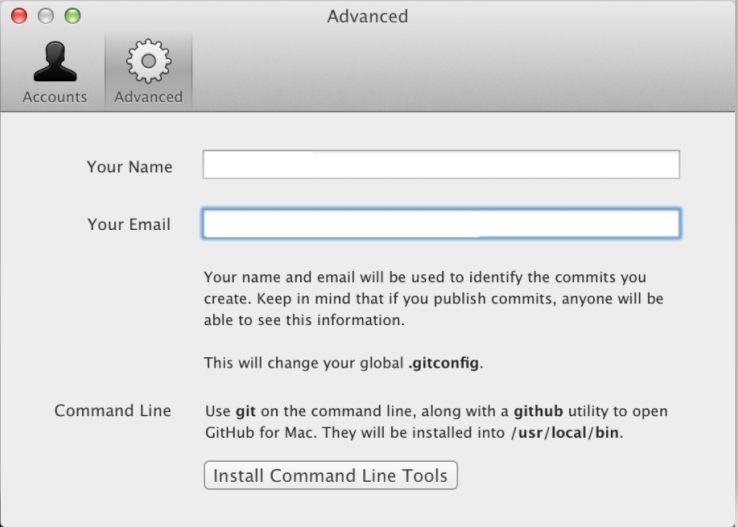 Advanced
Accounts
Advanced
Your Name
Your Email
Your name and email will be used to identify the commits you
create. Keep in mind that if you publish commits, anyone will be
able to see this information.
This will change your global .gitconfig.
Command Line
Use git on the command line, along with a github utility to open
GitHub for Mac. They will be installed into /usr/local/bin.
Install Command Line Tools